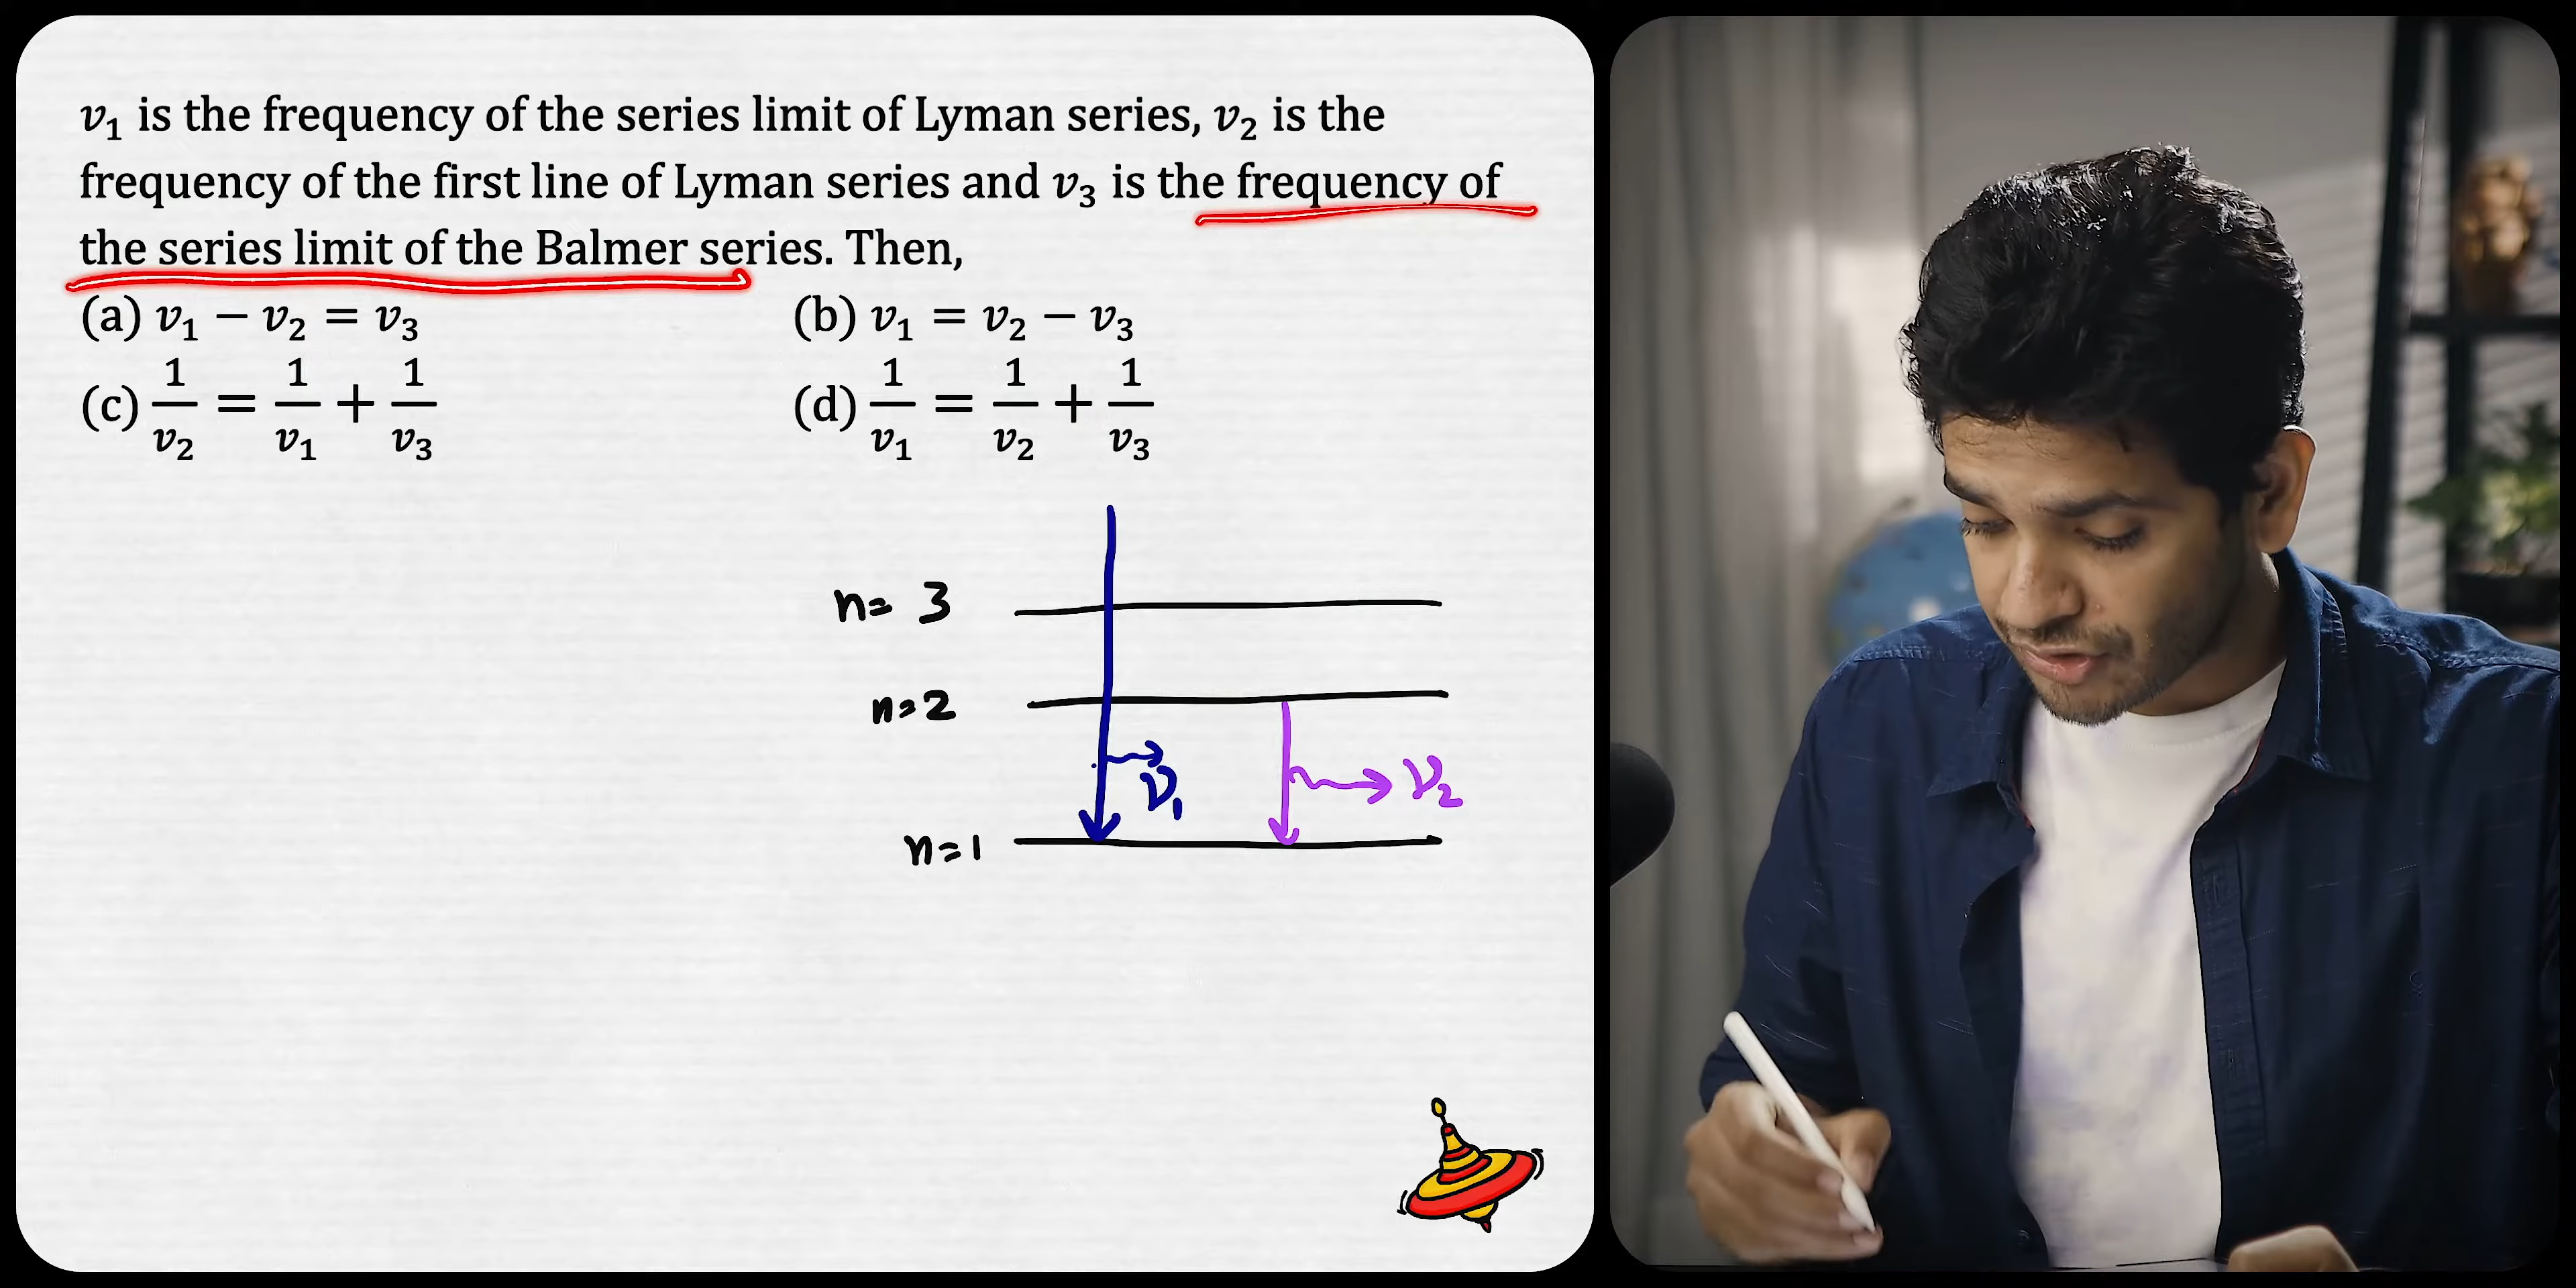 v₁ is the frequency of the series limit of Lyman series, v₂ is the
frequency of the first line of Lyman series and v₃ is the frequency of
the series limit of the Balmer series. Then,
(a) v₁ − v₂ = v₃ (b) v₁ = v₂ − v₃
(c) 1/v₂ = 1/v₁ + 1/v₃ (d) 1/v₁ = 1/v₂ + 1/v₃
n= 3
n=2
ν₁
ν₂
n=1